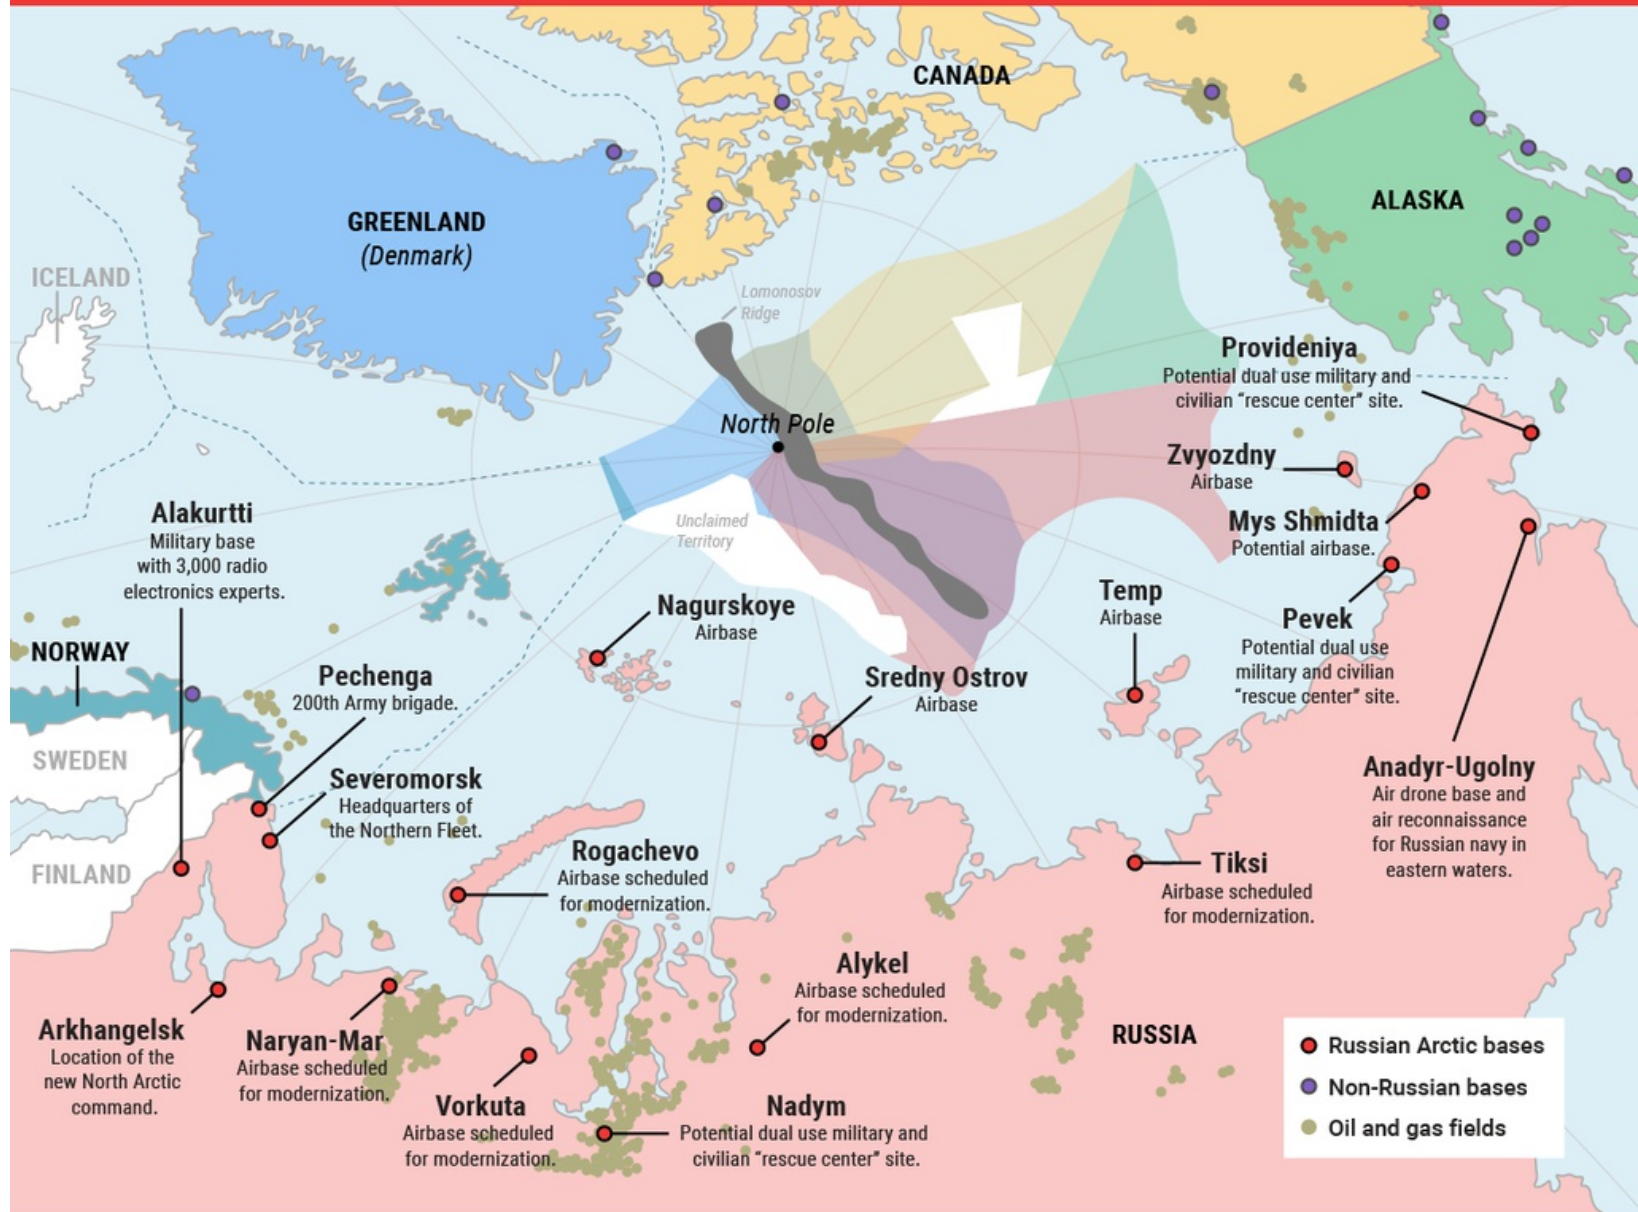 CANADA
GREENLAND
(Denmark)
ALASKA
ICELAND
Lomonosov
Ridge
North Pole
Provideniya
Potential dual use military and
civilian “rescue center” site.
Zvyozdny
Airbase
Mys Shmidta
Potential airbase.
Unclaimed
Territory
Alakurtti
Military base
with 3,000 radio
electronics experts.
Nagurskoye
Airbase
Temp
Airbase
Pevek
Potential dual use
military and civilian
“rescue center” site.
NORWAY
Pechenga
200th Army brigade.
Sredny Ostrov
Airbase
SWEDEN
Severomorsk
Headquarters of
the Northern Fleet.
Anadyr-Ugolny
Air drone base and
air reconnaissance
for Russian navy in
eastern waters.
FINLAND
Rogachevo
Airbase scheduled
for modernization.
Tiksi
Airbase scheduled
for modernization.
Alykel
Airbase scheduled
for modernization.
Arkhangelsk
Location of the
new North Arctic
command.
Naryan-Mar
Airbase scheduled
for modernization.
RUSSIA
Vorkuta
Airbase scheduled
for modernization.
Nadym
Potential dual use military and
civilian “rescue center” site.
Russian Arctic bases
Non-Russian bases
Oil and gas fields